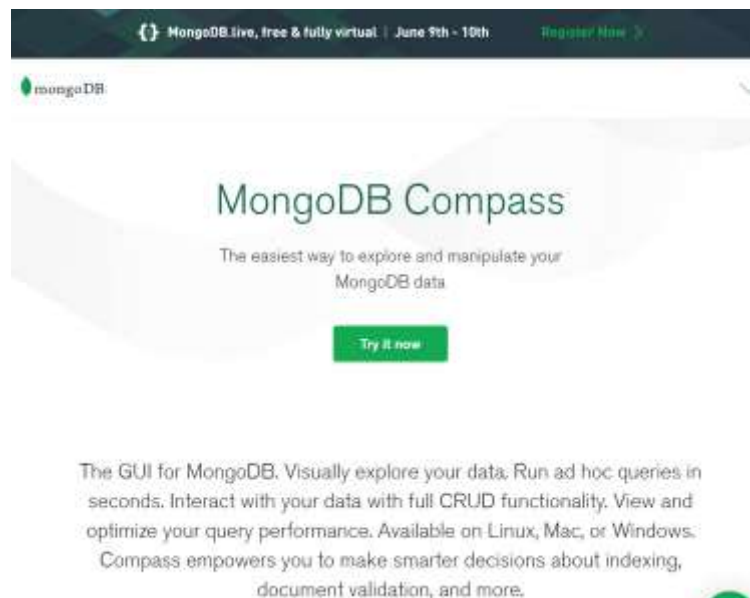 MongoDB.live, free & fully virtual | June 9th - 10th Register Now
mongoDB
MongoDB Compass
The easiest way to explore and manipulate your
MongoDB data
Try it now
The GUI for MongoDB. Visually explore your data. Run ad hoc queries in
seconds. Interact with your data with full CRUD functionality. View and
optimize your query performance. Available on Linux, Mac, or Windows.
Compass empowers you to make smarter decisions about indexing,
document validation, and more.